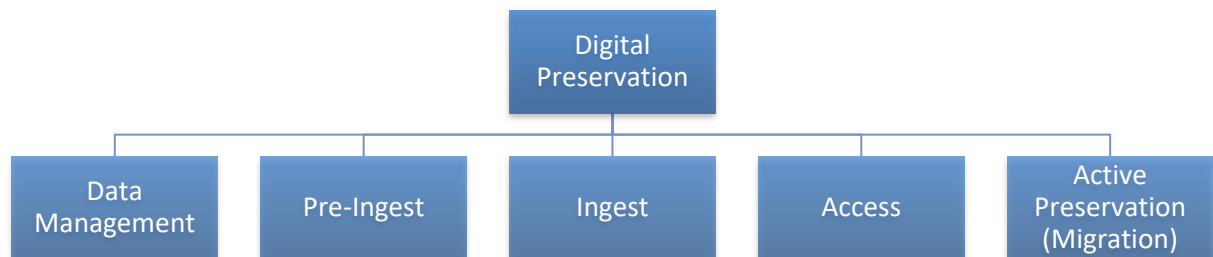 Digital
Preservation
Data
Management
Pre-Ingest
Ingest
Access
Active
Preservation
(Migration)